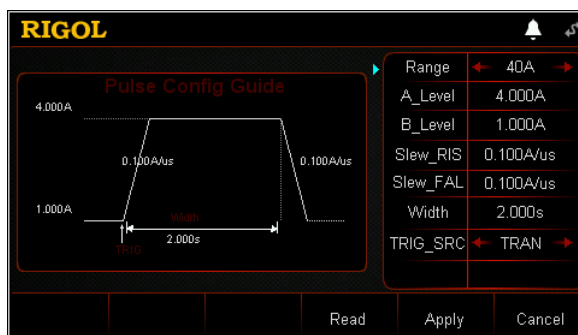 RIGOL
Pulse Config Guide
4.000A
0.100A/us
0.100A/us
1.000A
Width
2.000s
TRIG
Range 40A
A_Level 4.000A
B_Level 1.000A
Slew_RIS 0.100A/us
Slew_FAL 0.100A/us
Width 2.000s
TRIG_SRC TRAN
Read Apply Cancel